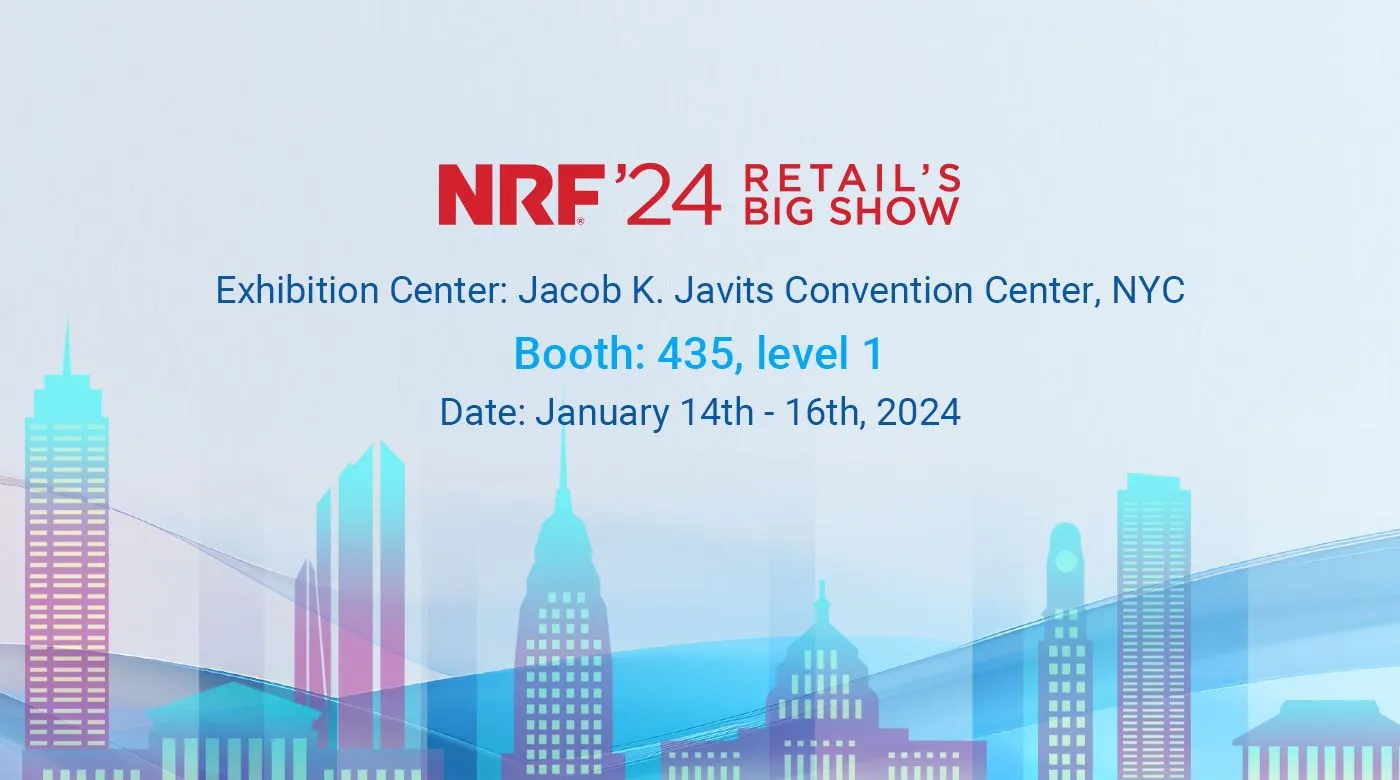 NRF® '24 RETAIL'S
BIG SHOW
Exhibition Center: Jacob K. Javits Convention Center, NYC
Booth: 435, level 1
Date: January 14th - 16th, 2024